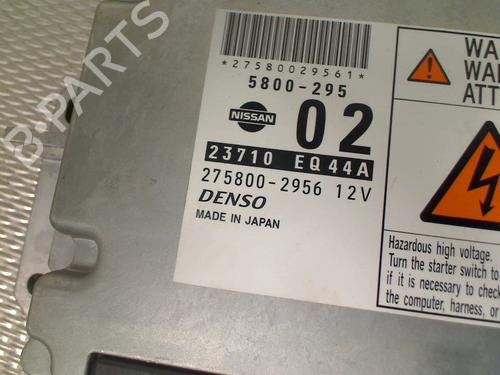 B PARTS
*27580029561*
5800-295
NISSAN
02
23710 EQ44A
275800-2956 12V
DENSO
MADE IN JAPAN
WA
WA
ATT
Hazardous high voltage.
Turn the starter switch to
if it is necessary to check
the computer, harness, or